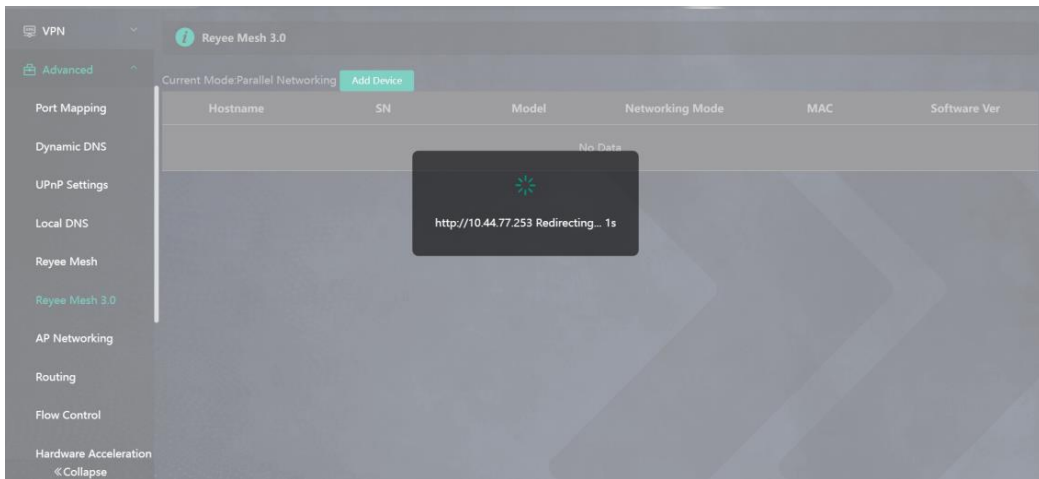 VPN
Advanced
Port Mapping
Dynamic DNS
UPnP Settings
Local DNS
Reyee Mesh
Reyee Mesh 3.0
AP Networking
Routing
Flow Control
Hardware Acceleration
«Collapse
i Reyee Mesh 3.0
Current Mode:Parallel Networking Add Device
Hostname SN Model Networking Mode MAC Software Ver
No Data
http://10.44.77.253 Redirecting... 1s